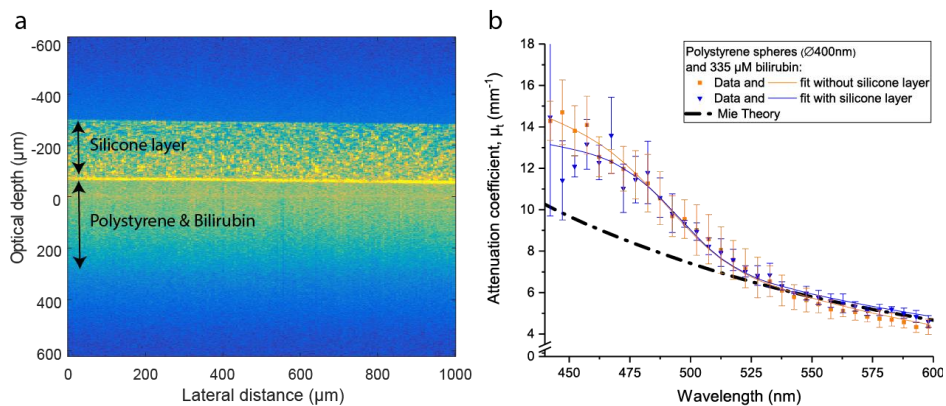 a
-600
-400
-200
0
200
400
600
Optical depth (µm)
Silicone layer
Polystyrene & Bilirubin
0
200
400
600
800
1000
Lateral distance (µm)
b
18
16
14
12
10
8
6
4
0
Attenuation coefficient, µt (mm⁻¹)
Polystyrene spheres (∅400nm)
and 335 µM bilirubin:
Data and fit without silicone layer
Data and fit with silicone layer
Mie Theory
450
475
500
525
550
575
600
Wavelength (nm)